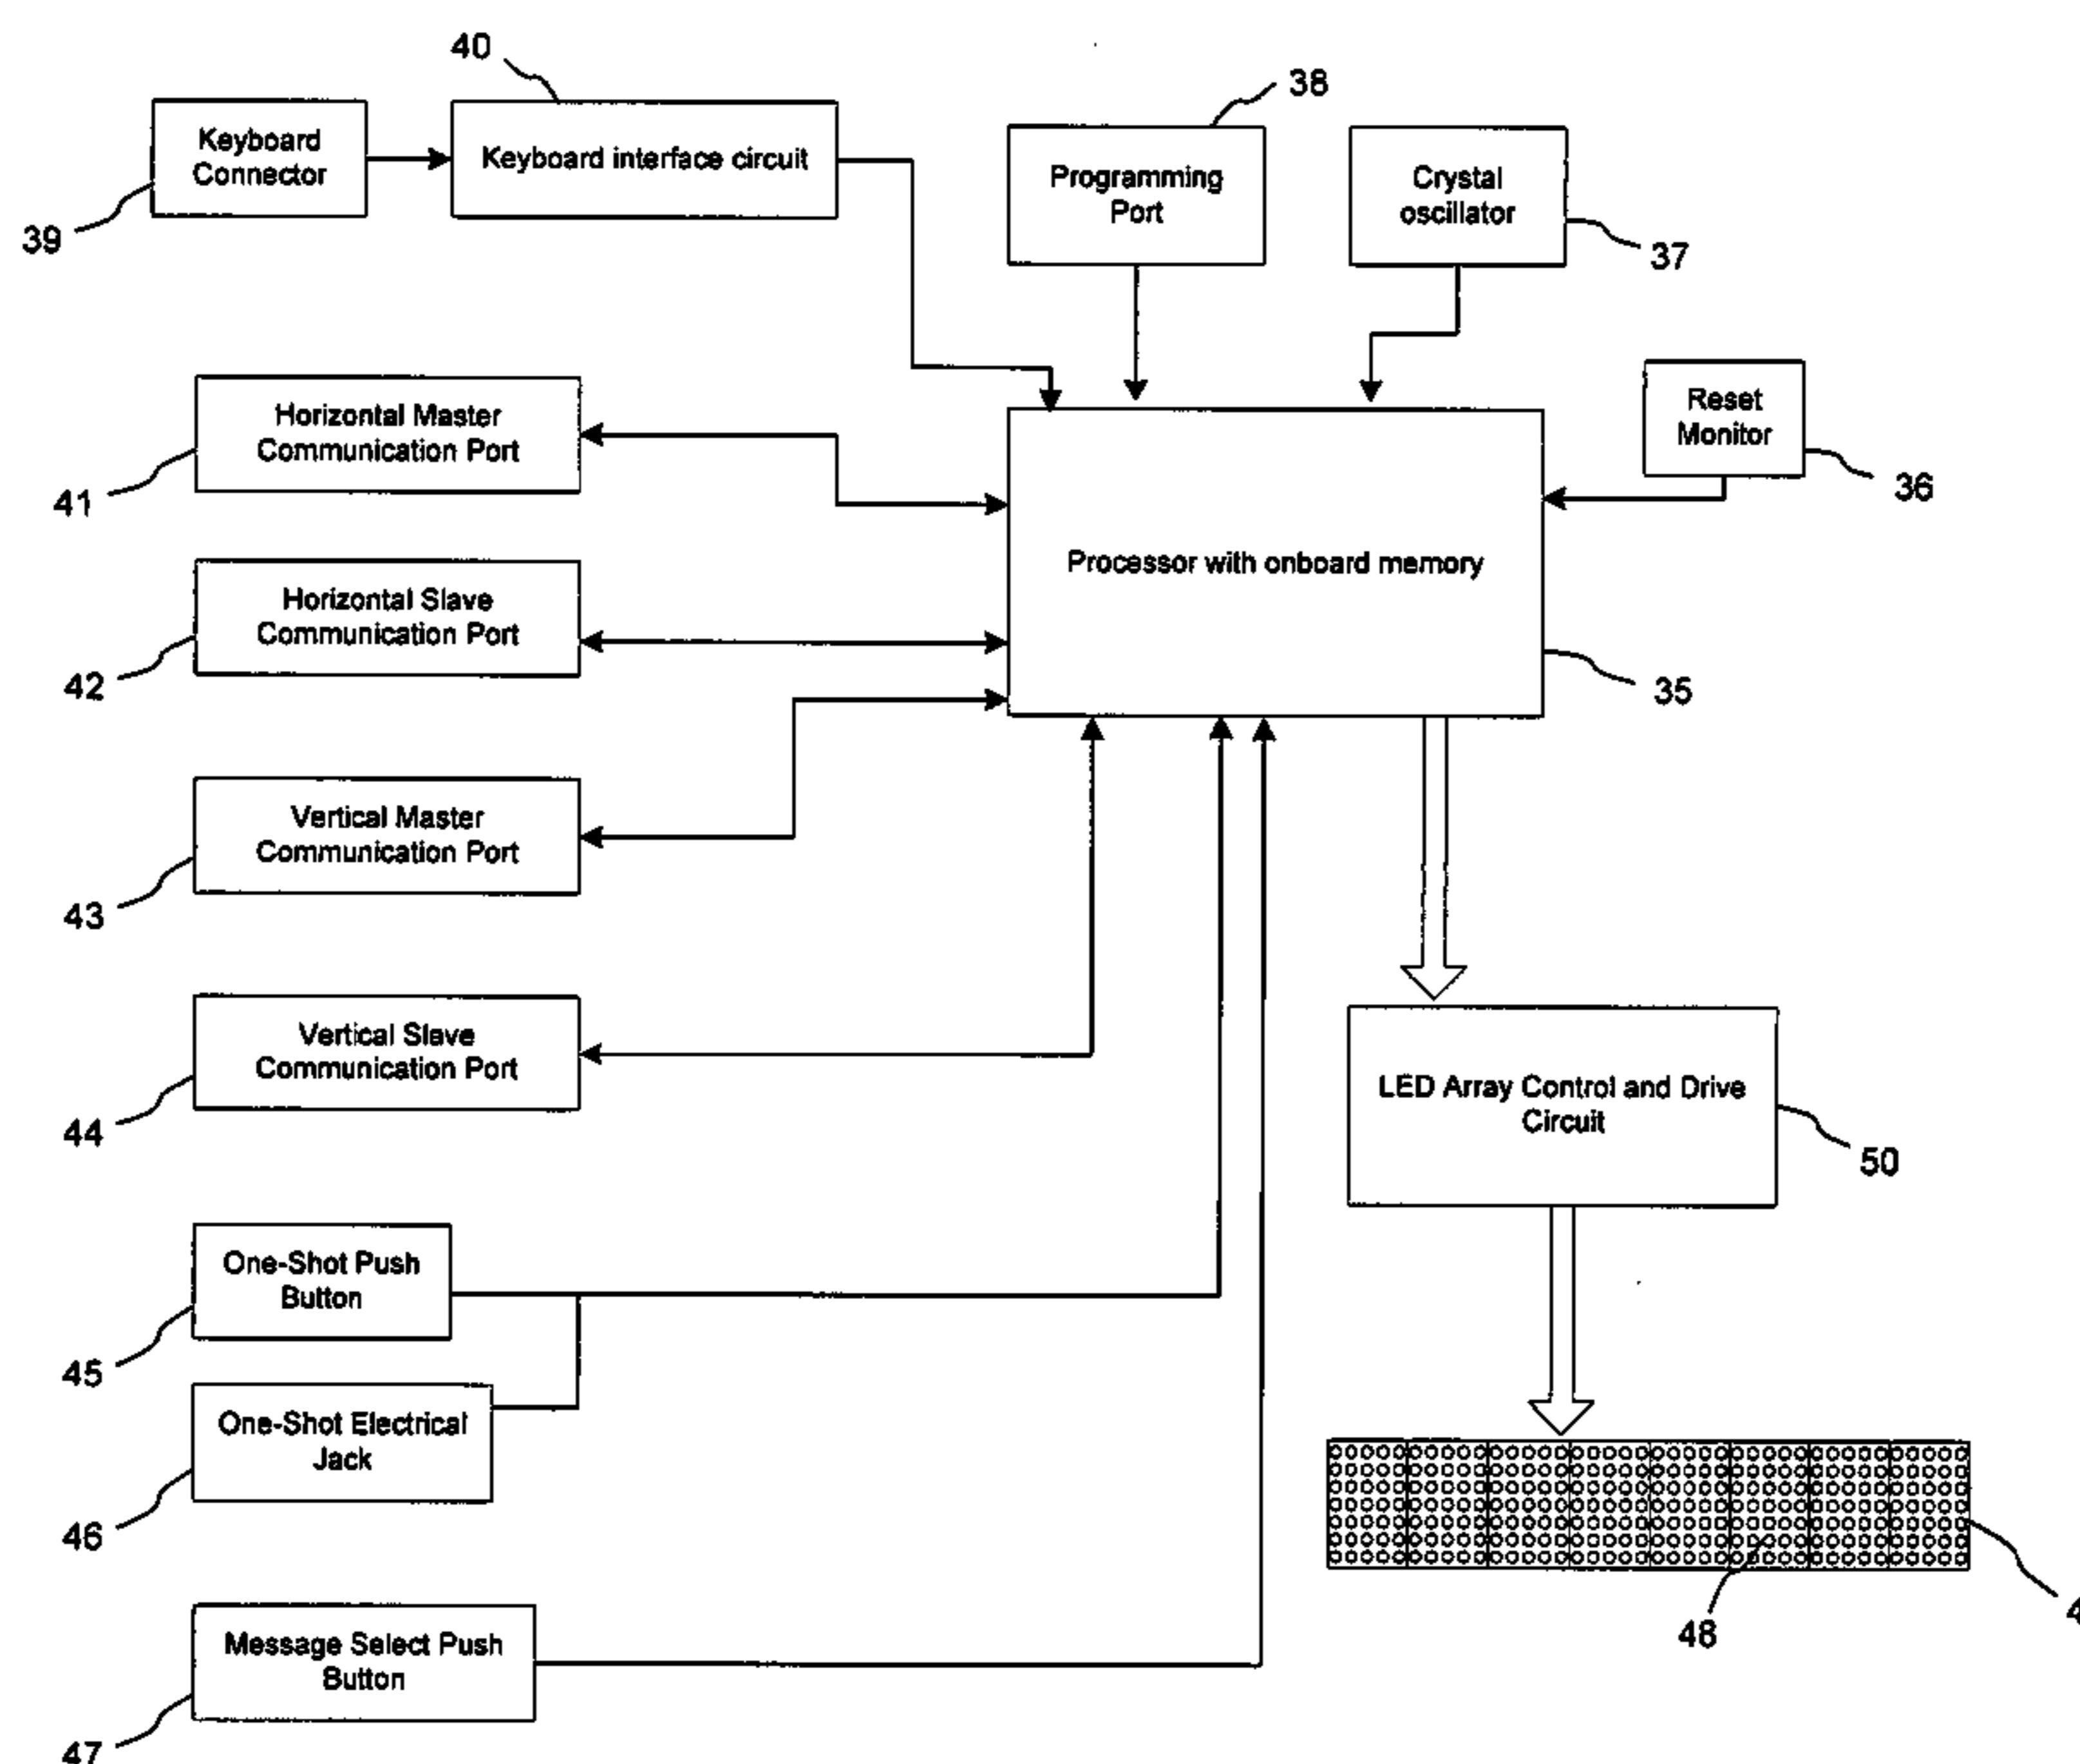 40
38
Keyboard
Connector
Keyboard interface circuit
Programming
Port
Crystal
oscillator
39
37
Horizontal Master
Communication Port
Reset
Monitor
41
36
Horizontal Slave
Communication Port
Processor with onboard memory
42
35
Vertical Master
Communication Port
43
Vertical Slave
Communication Port
LED Array Control and Drive
Circuit
44
50
One-Shot Push
Button
45
One-Shot Electrical
Jack
46
48
Message Select Push
Button
47